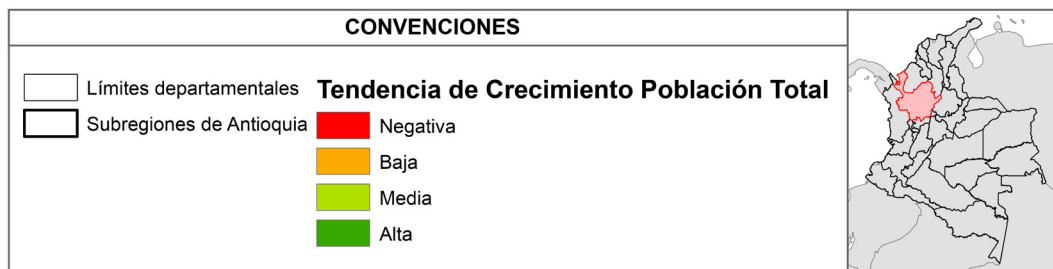 CONVENCIONES
Límites departamentales
Subregiones de Antioquia
Tendencia de Crecimiento Población Total
Negativa
Baja
Media
Alta